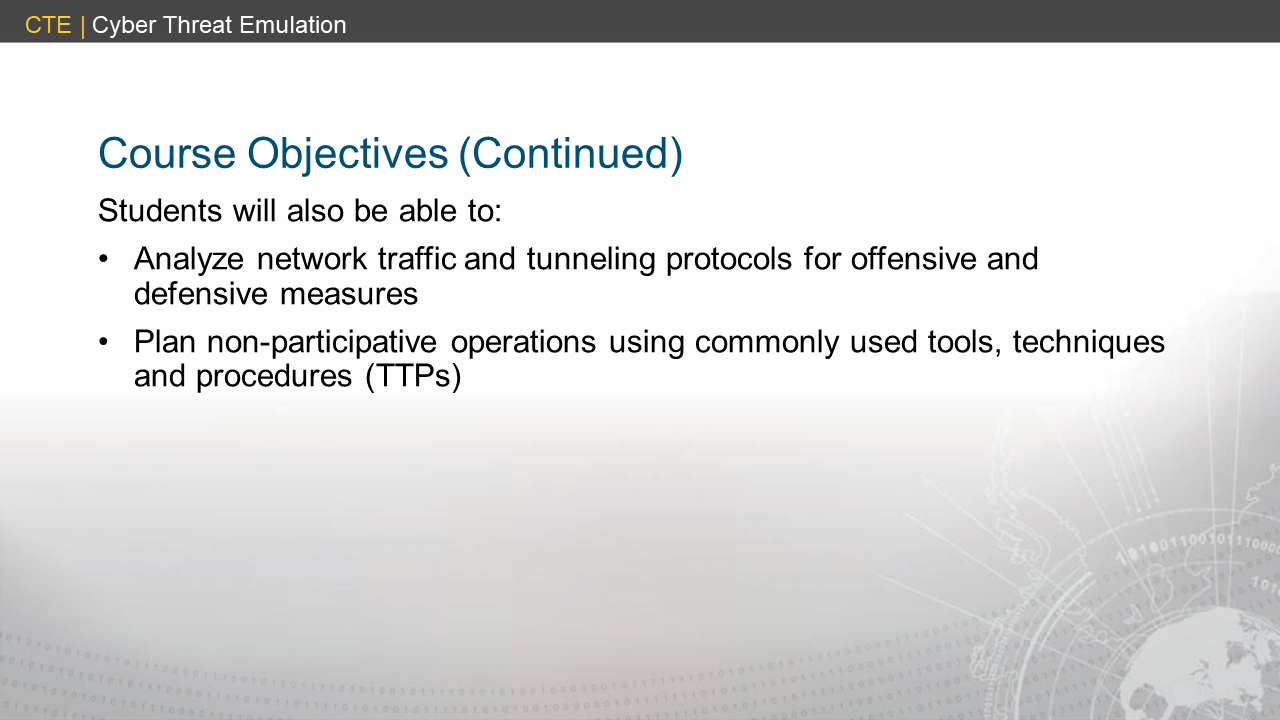 CTE | Cyber Threat Emulation
Course Objectives (Continued)
Students will also be able to:
• Analyze network traffic and tunneling protocols for offensive and
defensive measures
• Plan non-participative operations using commonly used tools, techniques
and procedures (TTPs)